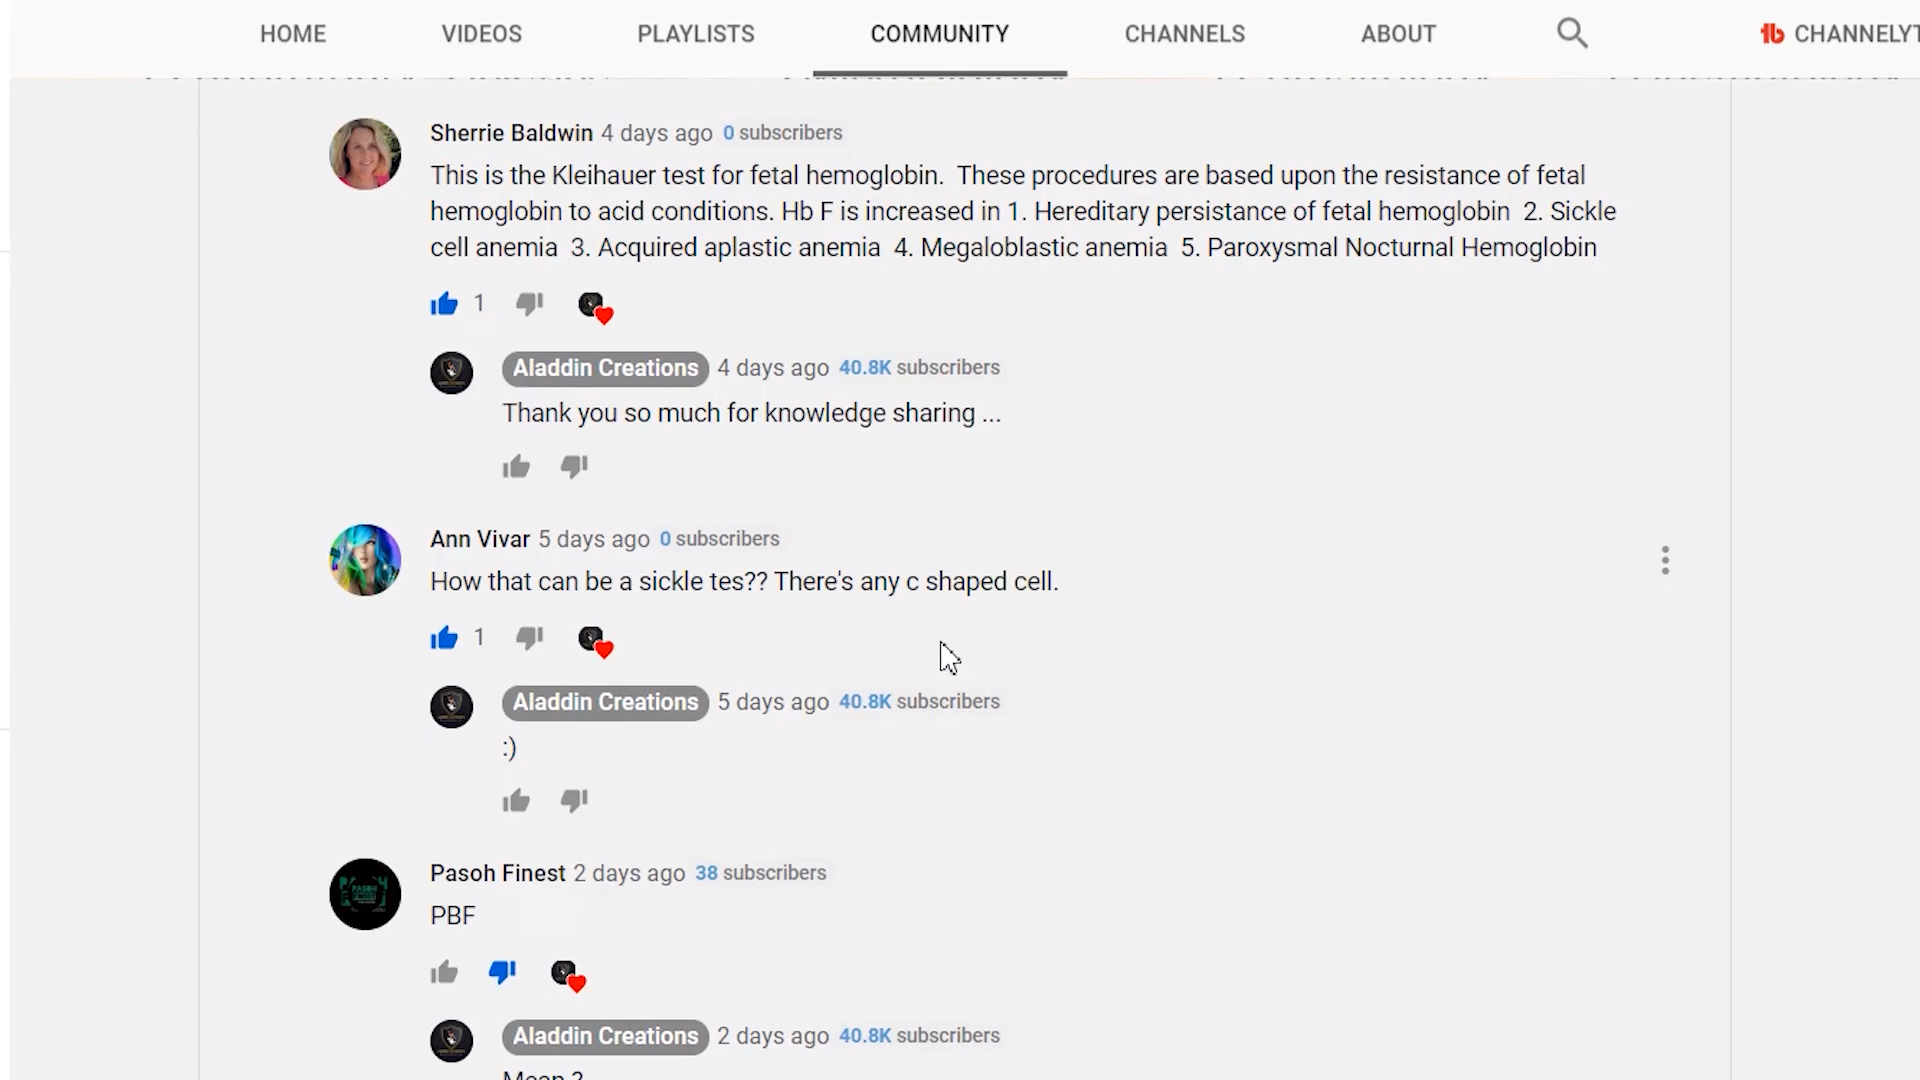 HOME VIDEOS PLAYLISTS COMMUNITY CHANNELS ABOUT CHANNELYT
Sherrie Baldwin 4 days ago 0 subscribers
This is the Kleihauer test for fetal hemoglobin. These procedures are based upon the resistance of fetal
hemoglobin to acid conditions. Hb F is increased in 1. Hereditary persistance of fetal hemoglobin 2. Sickle
cell anemia 3. Acquired aplastic anemia 4. Megaloblastic anemia 5. Paroxysmal Nocturnal Hemoglobin
1
Aladdin Creations 4 days ago 40.8K subscribers
Thank you so much for knowledge sharing ...
Ann Vivar 5 days ago 0 subscribers
How that can be a sickle tes?? There's any c shaped cell.
1
Aladdin Creations 5 days ago 40.8K subscribers
:)
Pasoh Finest 2 days ago 38 subscribers
PBF
Aladdin Creations 2 days ago 40.8K subscribers
Mean ?